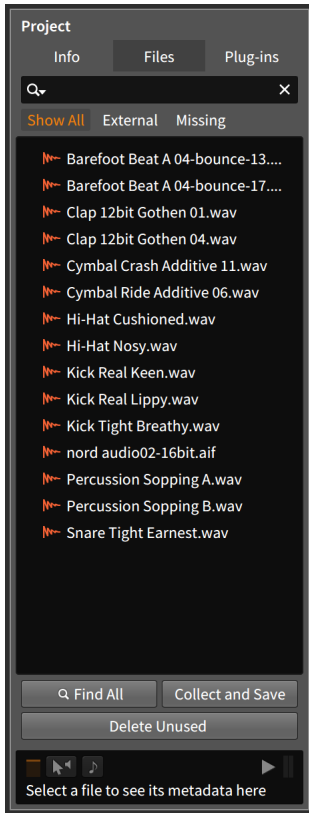 Project
Info Files Plug-ins
Show All External Missing
Barefoot Beat A 04-bounce-13....
Barefoot Beat A 04-bounce-17....
Clap 12bit Gothen 01.wav
Clap 12bit Gothen 04.wav
Cymbal Crash Additive 11.wav
Cymbal Ride Additive 06.wav
Hi-Hat Cushioned.wav
Hi-Hat Nosy.wav
Kick Real Keen.wav
Kick Real Lippy.wav
Kick Tight Breathy.wav
nord audio02-16bit.aif
Percussion Sopping A.wav
Percussion Sopping B.wav
Snare Tight Earnest.wav
Find All Collect and Save
Delete Unused
Select a file to see its metadata here